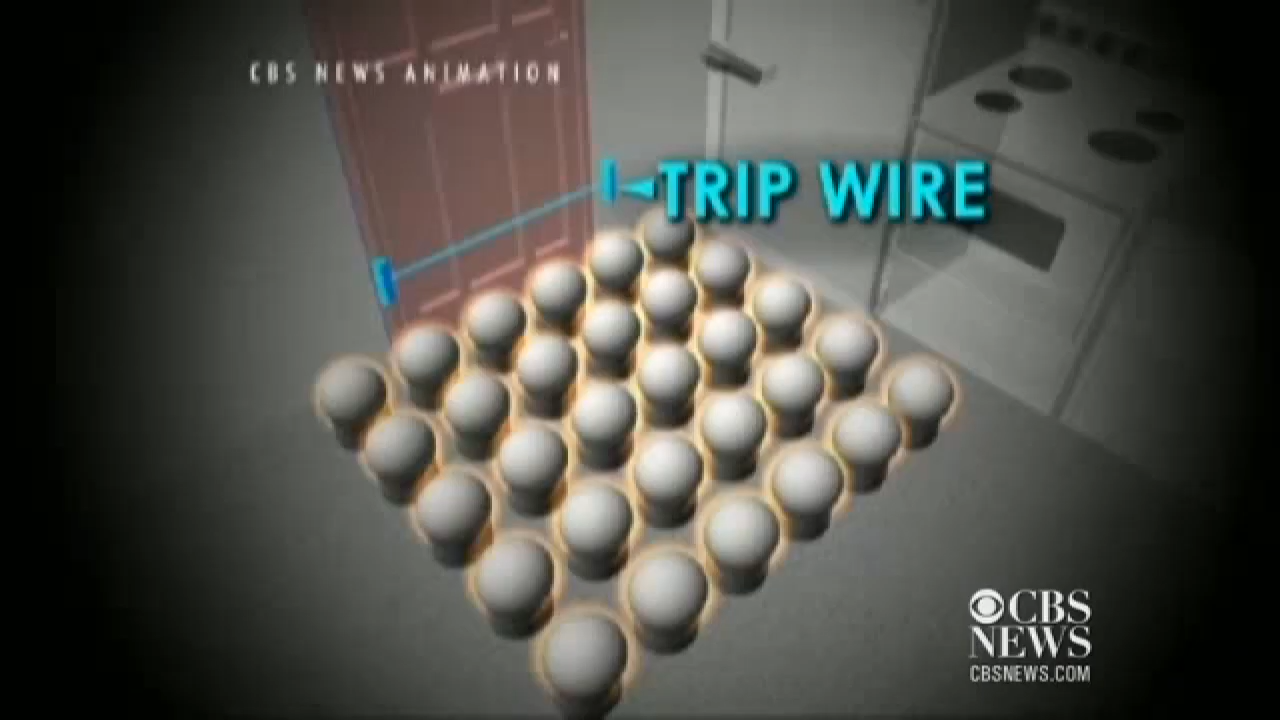 CBS NEWS ANIMATION
TRIP WIRE
CBS
NEWS
CBSNEWS.COM